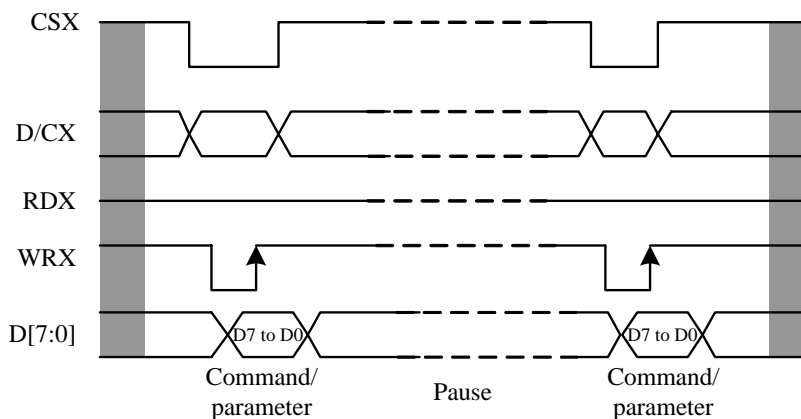 CSX
D/CX
RDX
WRX
D[7:0]
D7 to D0
D7 to D0
Command/
parameter
Pause
Command/
parameter